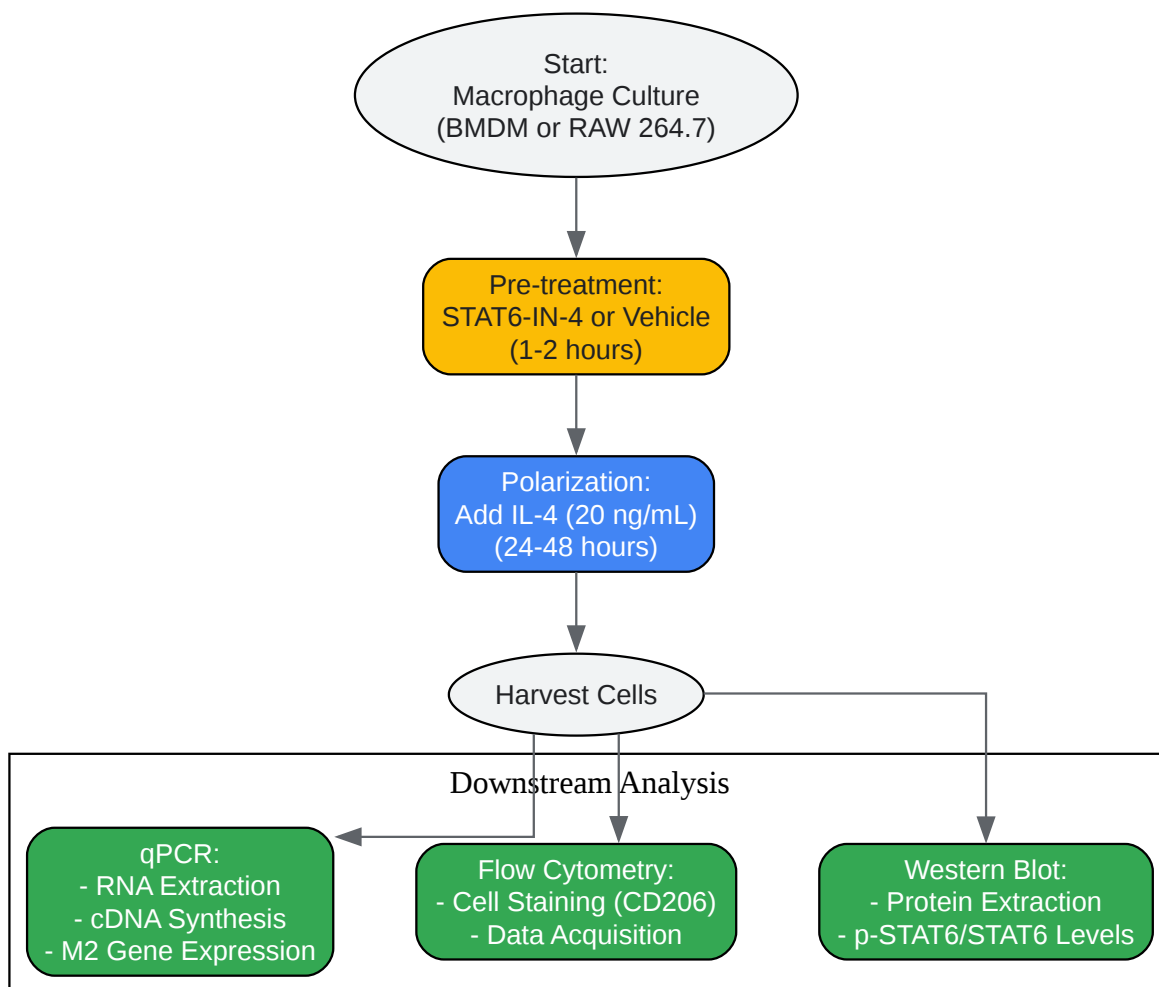 Start:
Macrophage Culture
(BMDM or RAW 264.7)
Pre-treatment:
STAT6-IN-4 or Vehicle
(1-2 hours)
Polarization:
Add IL-4 (20 ng/mL)
(24-48 hours)
Harvest Cells
Downstream Analysis
qPCR:
- RNA Extraction
- cDNA Synthesis
- M2 Gene Expression
Flow Cytometry:
- Cell Staining (CD206)
- Data Acquisition
Western Blot:
- Protein Extraction
- p-STAT6/STAT6 Levels